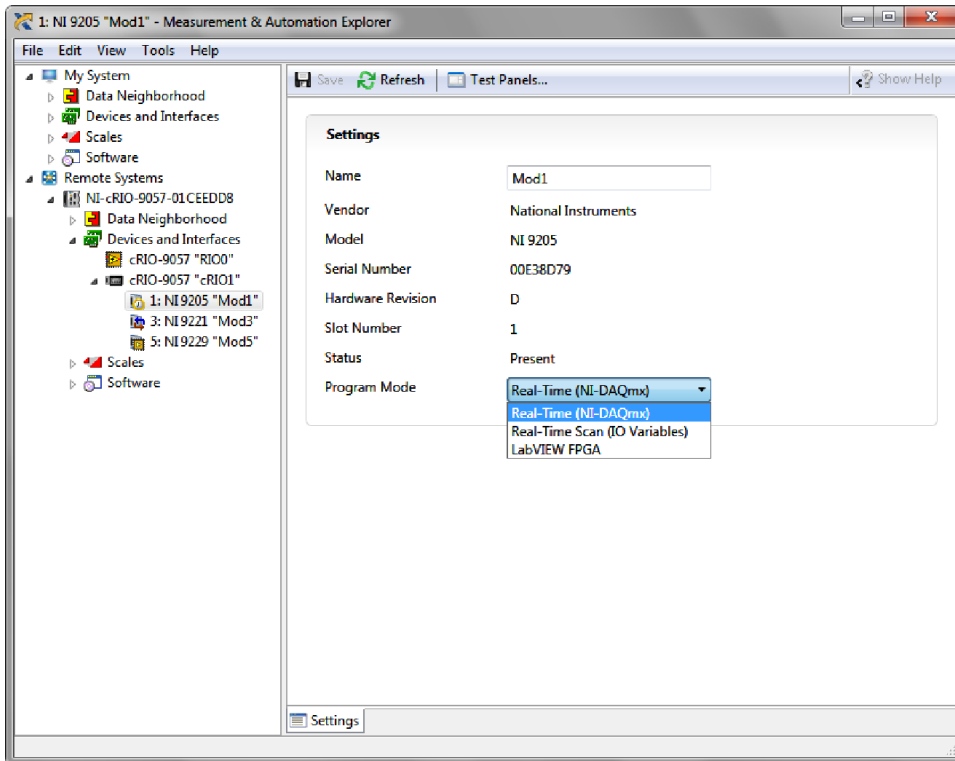 1: NI 9205 "Mod1" - Measurement & Automation Explorer
File Edit View Tools Help
My System
Data Neighborhood
Devices and Interfaces
Scales
Software
Remote Systems
NI-cRIO-9057-01CEEDD8
Data Neighborhood
Devices and Interfaces
cRIO-9057 "RIO0"
cRIO-9057 "cRIO1"
1: NI 9205 "Mod1"
3: NI 9221 "Mod3"
5: NI 9229 "Mod5"
Scales
Software
Save Refresh Test Panels... Show Help
Settings
Name Mod1
Vendor National Instruments
Model NI 9205
Serial Number 00E38D79
Hardware Revision D
Slot Number 1
Status Present
Program Mode Real-Time (NI-DAQmx)
Real-Time (NI-DAQmx)
Real-Time Scan (IO Variables)
LabVIEW FPGA
Settings